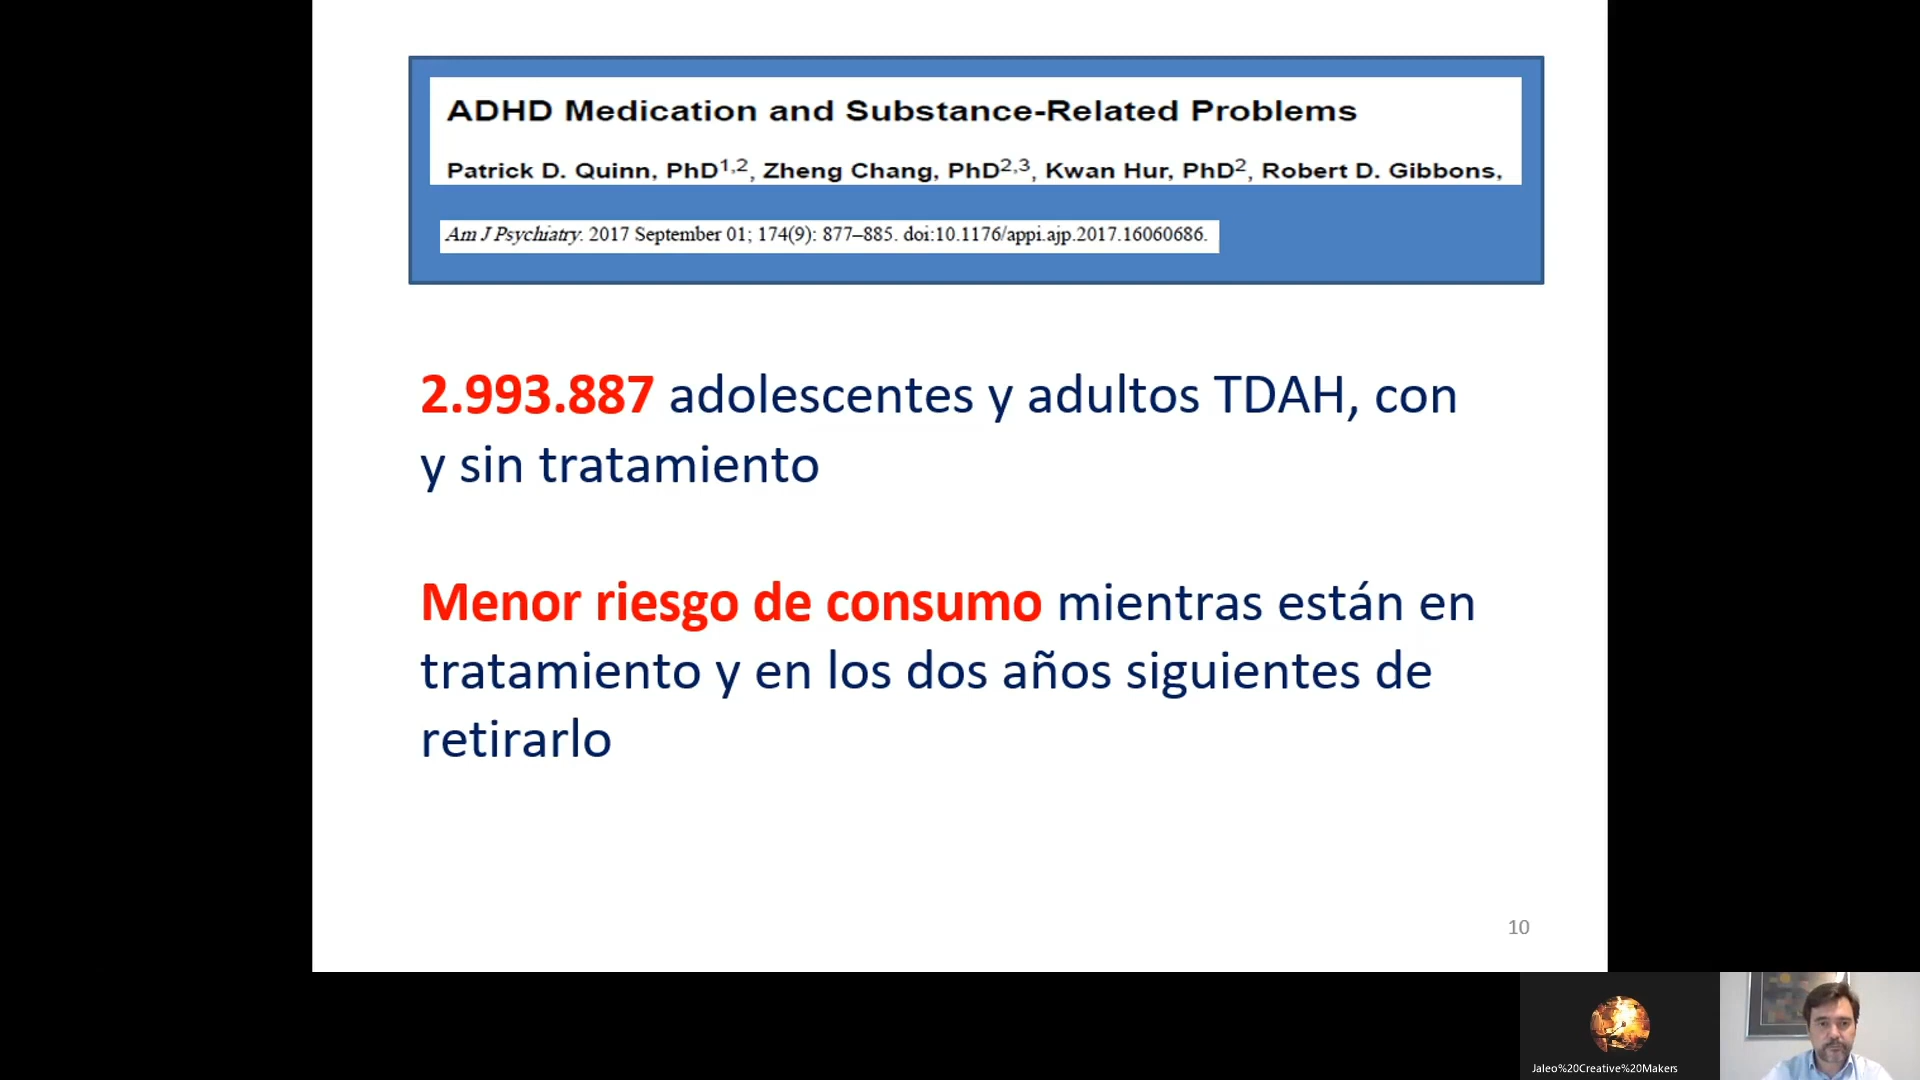 ADHD Medication and Substance-Related Problems
Patrick D. Quinn, PhD1,2, Zheng Chang, PhD2,3, Kwan Hur, PhD2, Robert D. Gibbons,
Am J Psychiatry. 2017 September 01; 174(9): 877–885. doi:10.1176/appi.ajp.2017.16060686.
2.993.887 adolescentes y adultos TDAH, con
y sin tratamiento
Menor riesgo de consumo mientras están en
tratamiento y en los dos años siguientes de
retirarlo
10
Jaleo%20Creative%20Makers